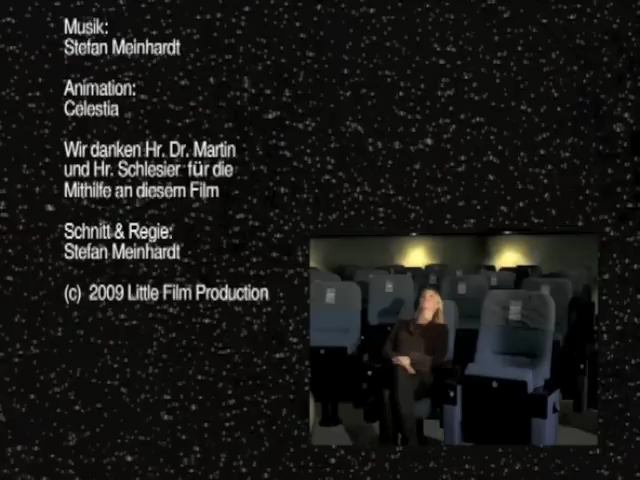 Musik:
Stefan Meinhardt
Animation:
Celestia
Wir danken Hr. Dr. Martin
und Hr. Schlesier für die
Mithilfe an diesem Film
Schnitt & Regie:
Stefan Meinhardt
(c) 2009 Little Film Production